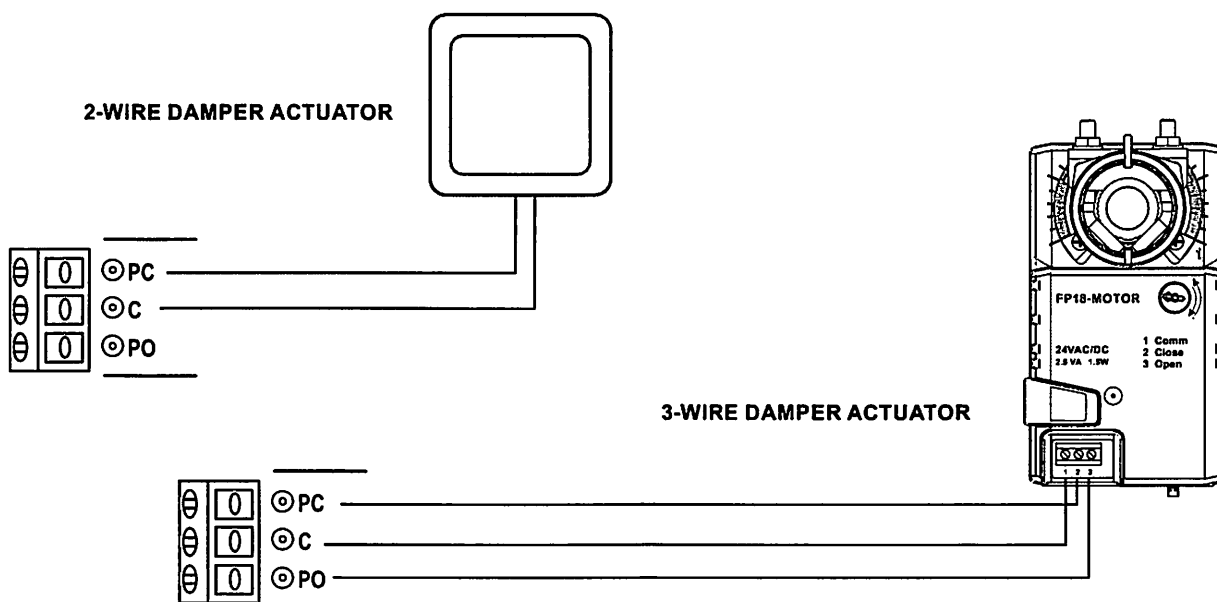 2-WIRE DAMPER ACTUATOR
PC
C
PO
FP18-MOTOR
24VAC/DC
2.5 VA 1.5W
1 Comm
2 Close
3 Open
3-WIRE DAMPER ACTUATOR
1 2 3
PC
C
PO